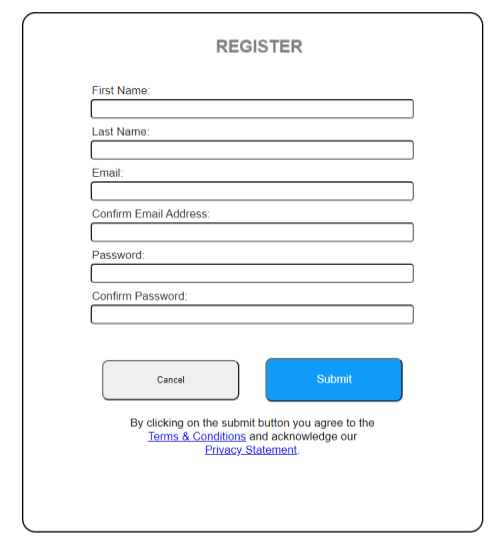 REGISTER
First Name:
Last Name:
Email:
Confirm Email Address:
Password:
Confirm Password:
Cancel
Submit
By clicking on the submit button you agree to the
Terms & Conditions and acknowledge our
Privacy Statement.